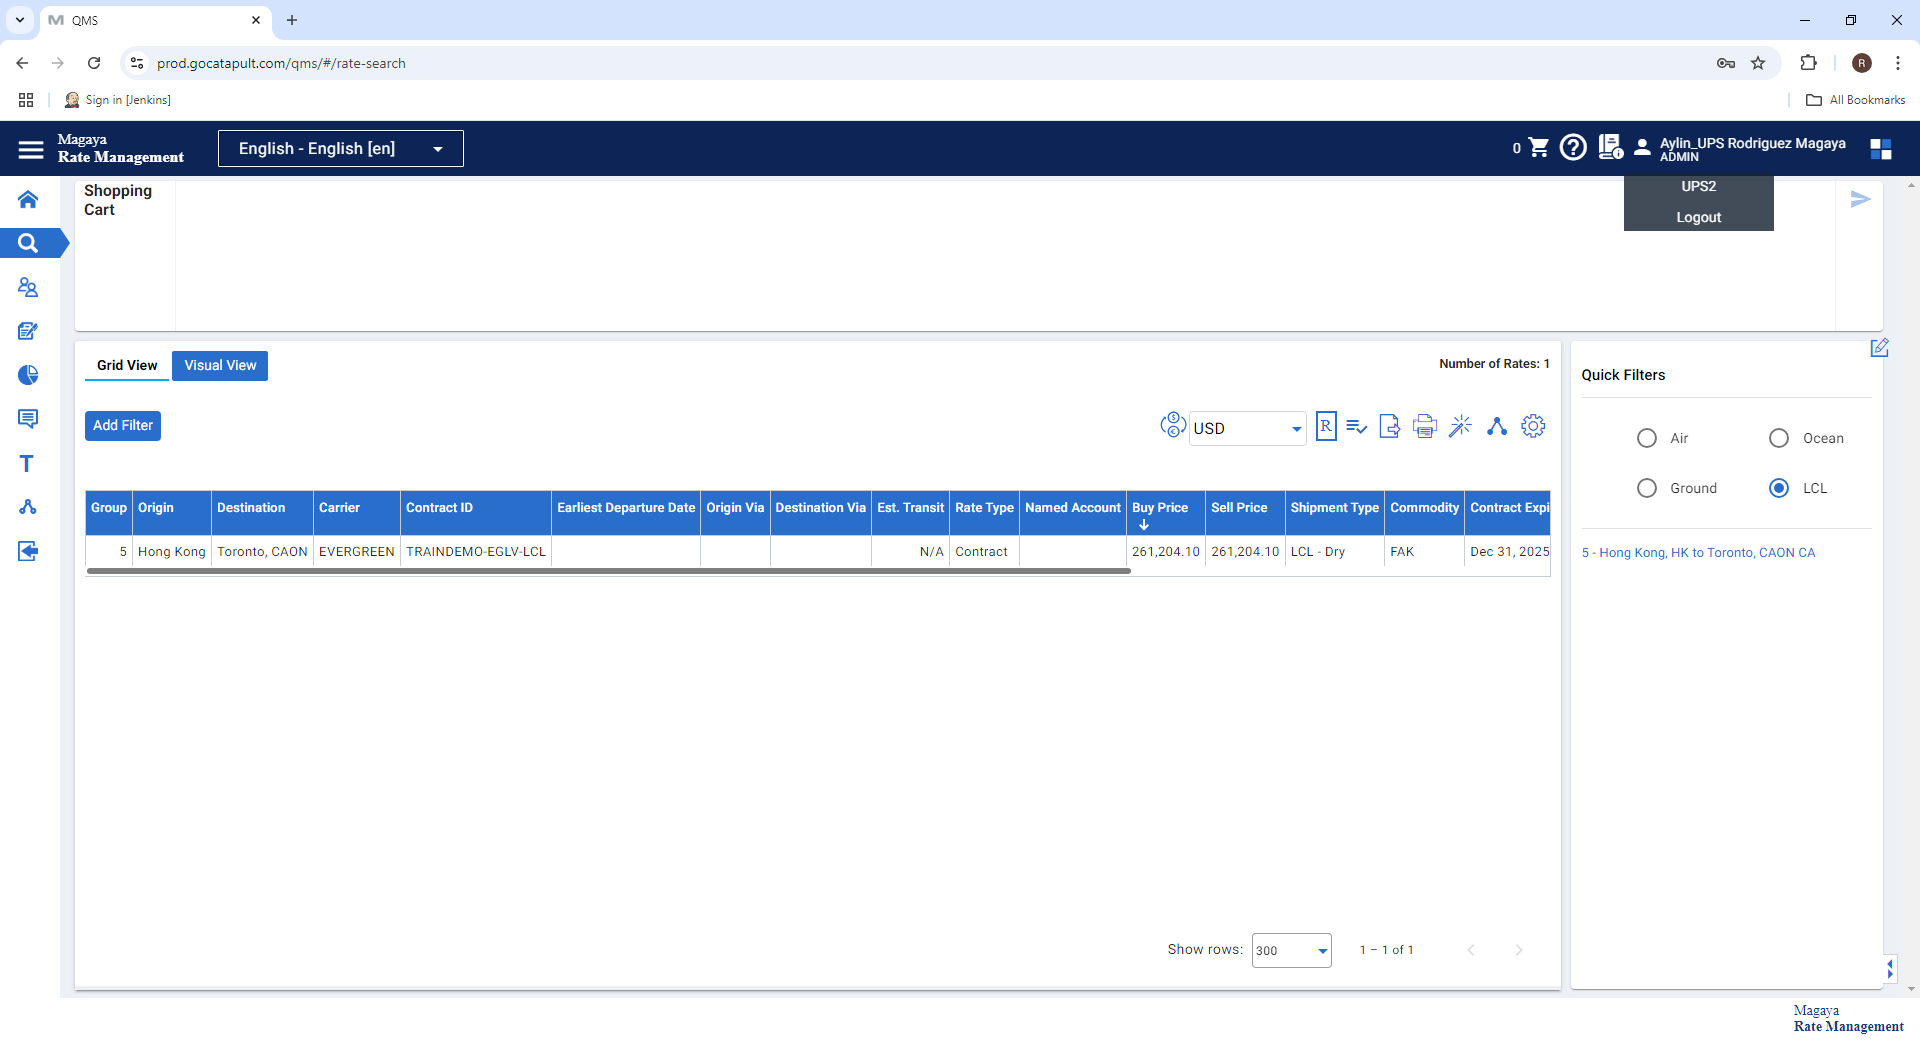 QMS
prod.gocatapult.com/qms/#/rate-search
R
Sign in [Jenkins]
All Bookmarks
Magaya
Rate Management
English - English [en]
0
Aylin_UPS Rodriguez Magaya
ADMIN
UPS2
Logout
Shopping
Cart
Grid View
Visual View
Number of Rates: 1
Quick Filters
Add Filter
USD
R
Air
Ocean
Ground
LCL
Group Origin Destination Carrier Contract ID Earliest Departure Date Origin Via Destination Via Est. Transit Rate Type Named Account Buy Price Sell Price Shipment Type Commodity Contract Expi
5 Hong Kong Toronto, CAON EVERGREEN TRAINDEMO-EGLV-LCL N/A Contract 261,204.10 261,204.10 LCL - Dry FAK Dec 31, 2025
5 - Hong Kong, HK to Toronto, CAON CA
Show rows: 300 1 – 1 of 1
Magaya
Rate Management